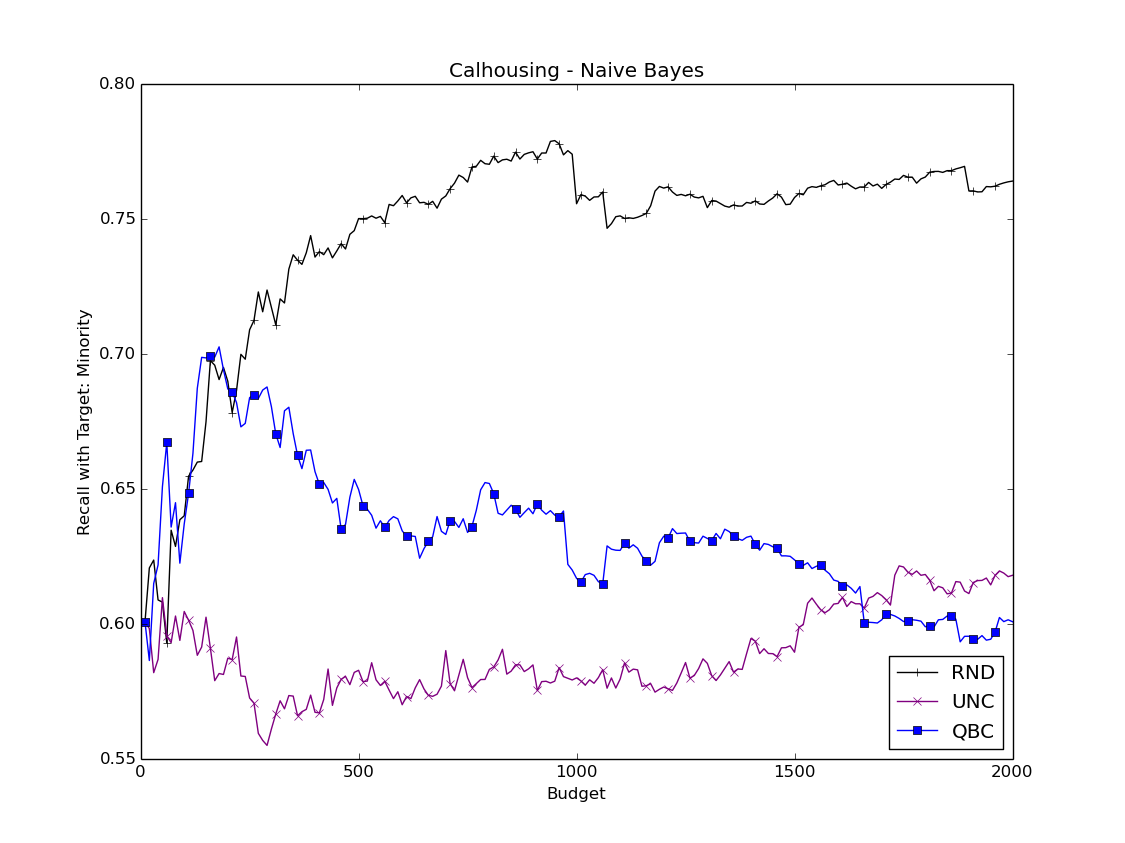 Calhousing - Naive Bayes
Recall with Target: Minority
0.80
0.75
0.70
0.65
0.60
0.55
0 500 1000 1500 2000
Budget
RND
UNC
QBC